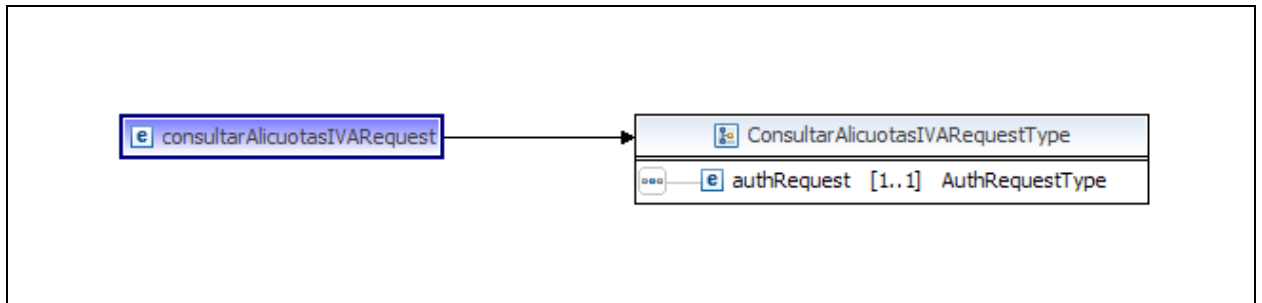 e consultarAlicuotasIVARequest
ConsultarAlicuotasIVARequestType
e authRequest [1..1] AuthRequestType